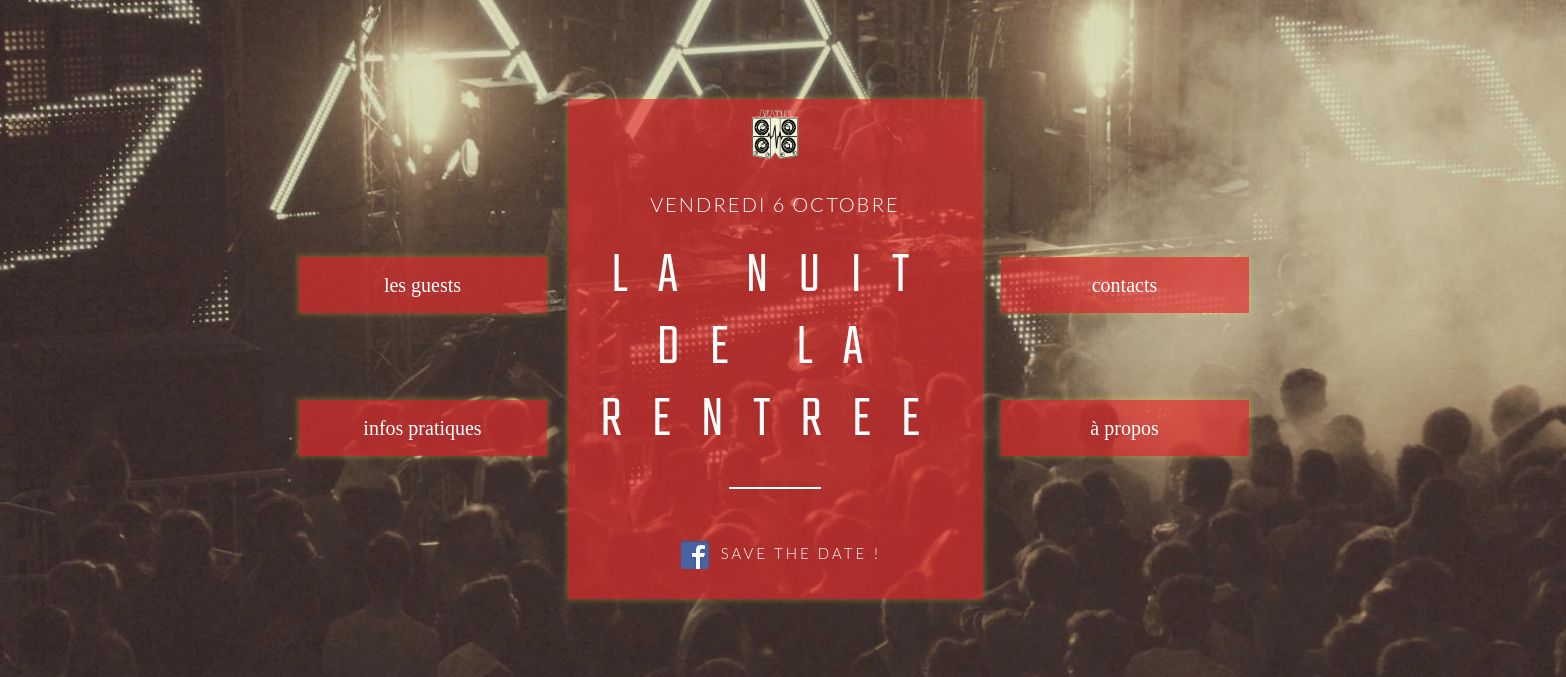 VENDREDI 6 OCTOBRE
LA NUIT
DE LA
RENTREE
les guests
contacts
infos pratiques
à propos
SAVE THE DATE !